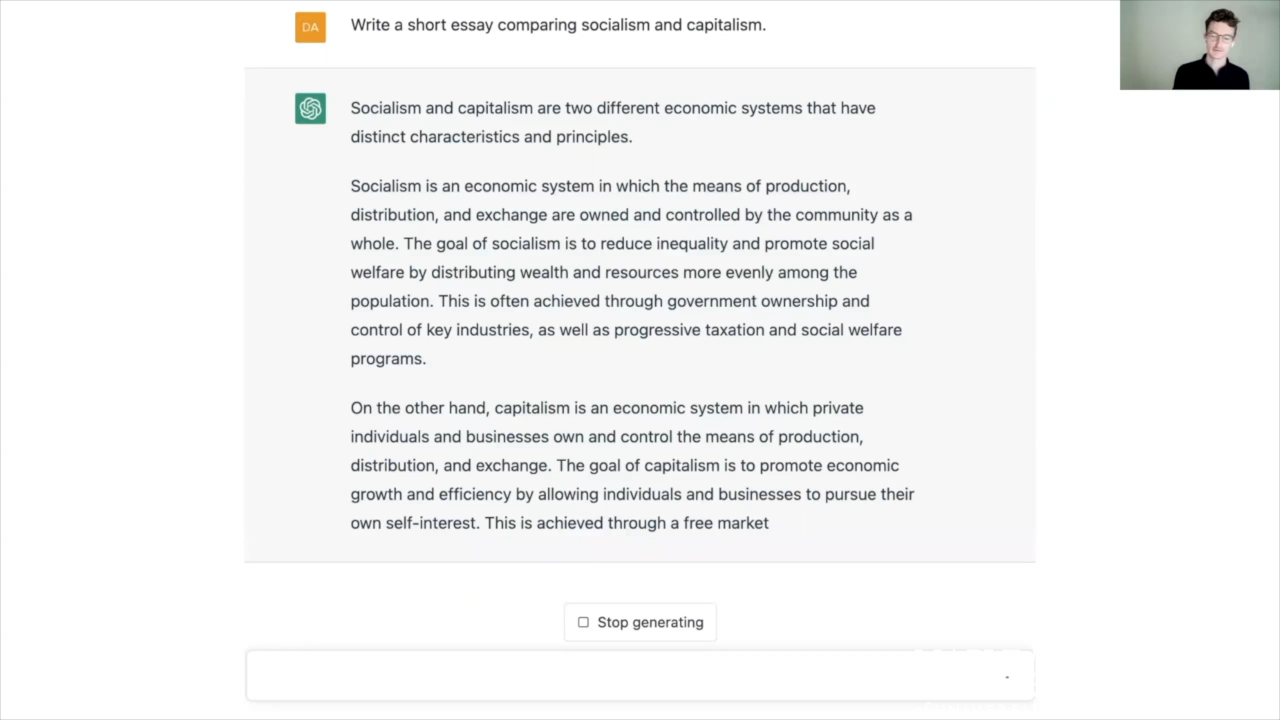 DA
Write a short essay comparing socialism and capitalism.
Socialism and capitalism are two different economic systems that have
distinct characteristics and principles.
Socialism is an economic system in which the means of production,
distribution, and exchange are owned and controlled by the community as a
whole. The goal of socialism is to reduce inequality and promote social
welfare by distributing wealth and resources more evenly among the
population. This is often achieved through government ownership and
control of key industries, as well as progressive taxation and social welfare
programs.
On the other hand, capitalism is an economic system in which private
individuals and businesses own and control the means of production,
distribution, and exchange. The goal of capitalism is to promote economic
growth and efficiency by allowing individuals and businesses to pursue their
own self-interest. This is achieved through a free market
Stop generating